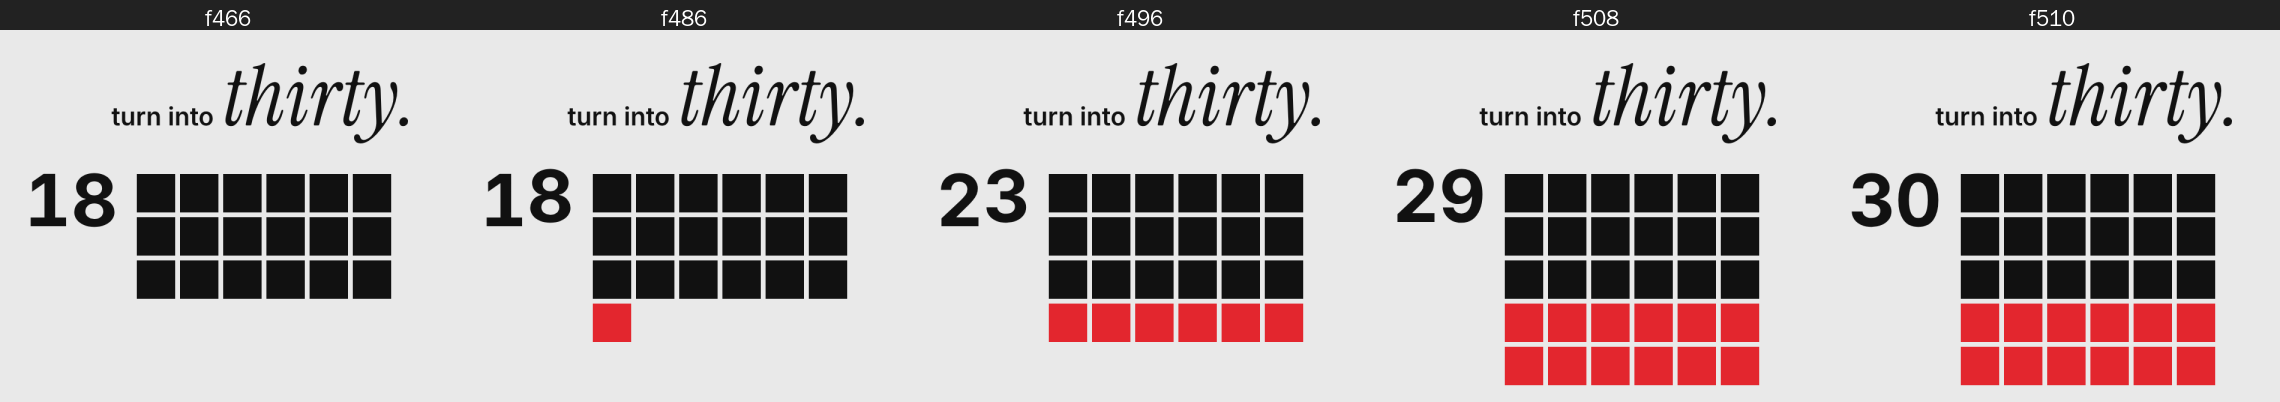 f466 f486 f496 f508 f510
turn into thirty. turn into thirty. turn into thirty. turn into thirty. turn into thirty.
18 18 23 29 30